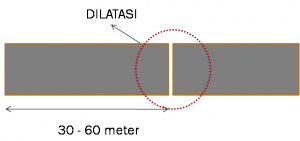 DILATASI
30 - 60 meter